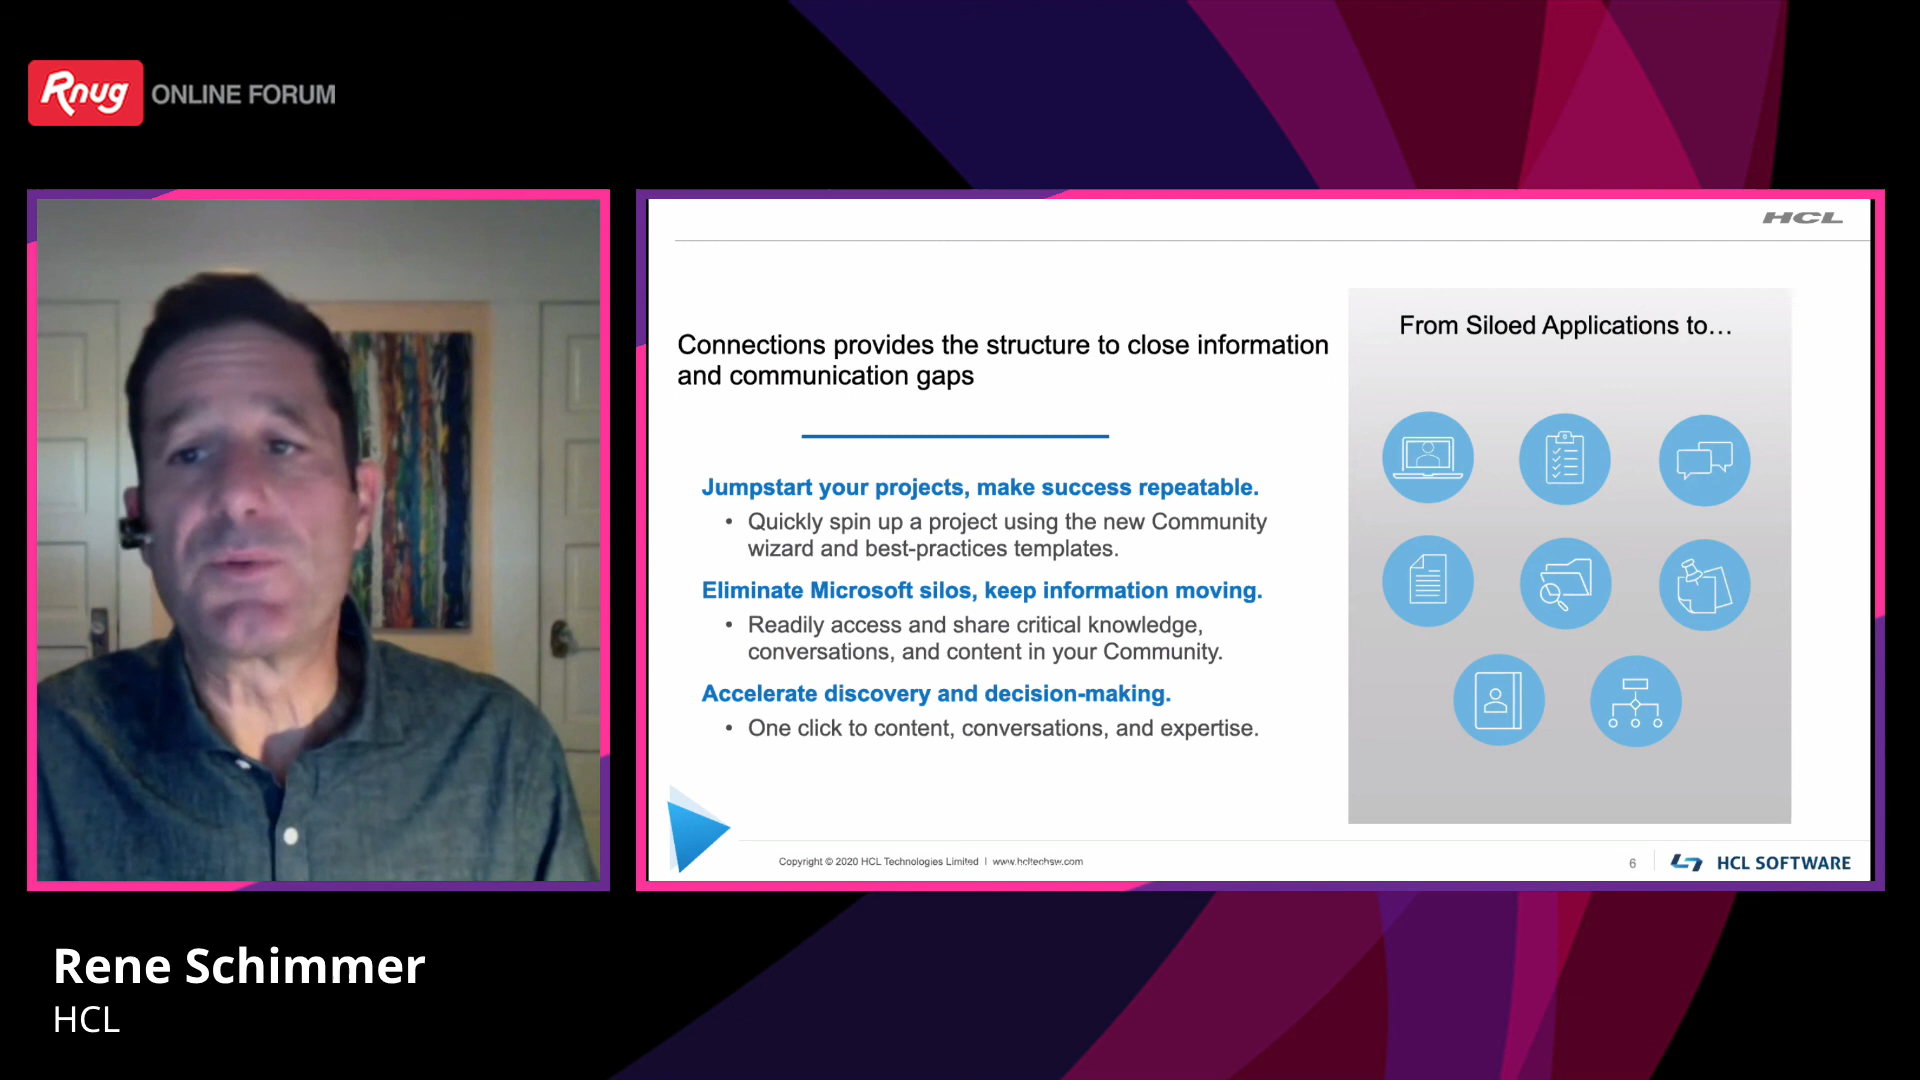 Rnug ONLINE FORUM
HCL
Connections provides the structure to close information
and communication gaps
Jumpstart your projects, make success repeatable.
• Quickly spin up a project using the new Community
wizard and best-practices templates.
Eliminate Microsoft silos, keep information moving.
• Readily access and share critical knowledge,
conversations, and content in your Community.
Accelerate discovery and decision-making.
• One click to content, conversations, and expertise.
From Siloed Applications to…
Copyright © 2020 HCL Technologies Limited | www.hcltechsw.com
6
HCL SOFTWARE
Rene Schimmer
HCL